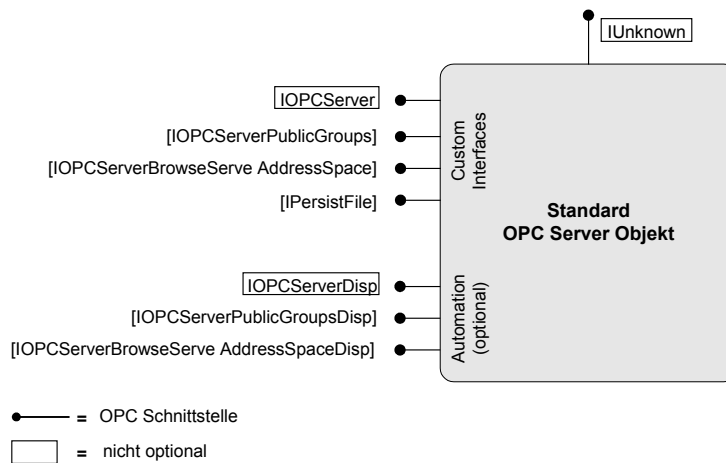 IUnknown
IOPCServer
[IOPCServerPublicGroups]
[IOPCServerBrowseServe AddressSpace]
[IPersistFile]
Custom
Interfaces
Standard
OPC Server Objekt
IOPCServerDisp
[IOPCServerPublicGroupsDisp]
[IOPCServerBrowseServe AddressSpaceDisp]
Automation
(optional)
= OPC Schnittstelle
= nicht optional